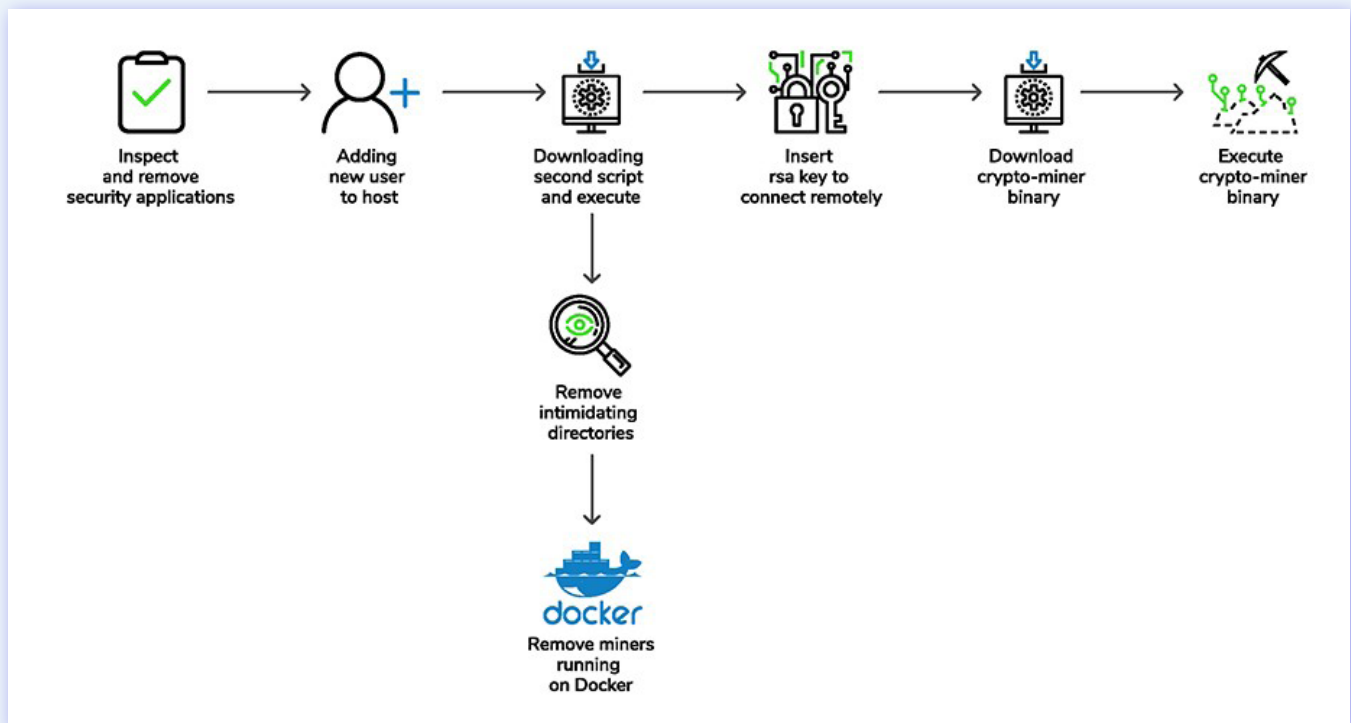 Inspect
and remove
security applications
Adding
new user
to host
Downloading
second script
and execute
Insert
rsa key to
connect remotely
Download
crypto-miner
binary
Execute
crypto-miner
binary
Remove
intimidating
directories
docker
Remove miners
running
on Docker